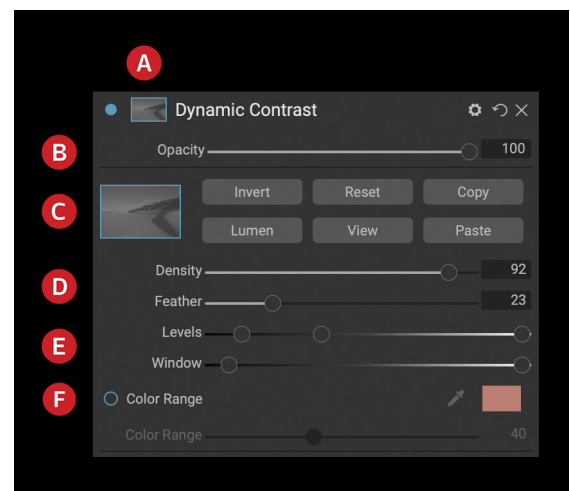 A
Dynamic Contrast
B
Opacity 100
C
Invert Reset Copy
Lumen View Paste
D
Density 92
Feather 23
E
Levels
Window
F
Color Range
Color Range 40